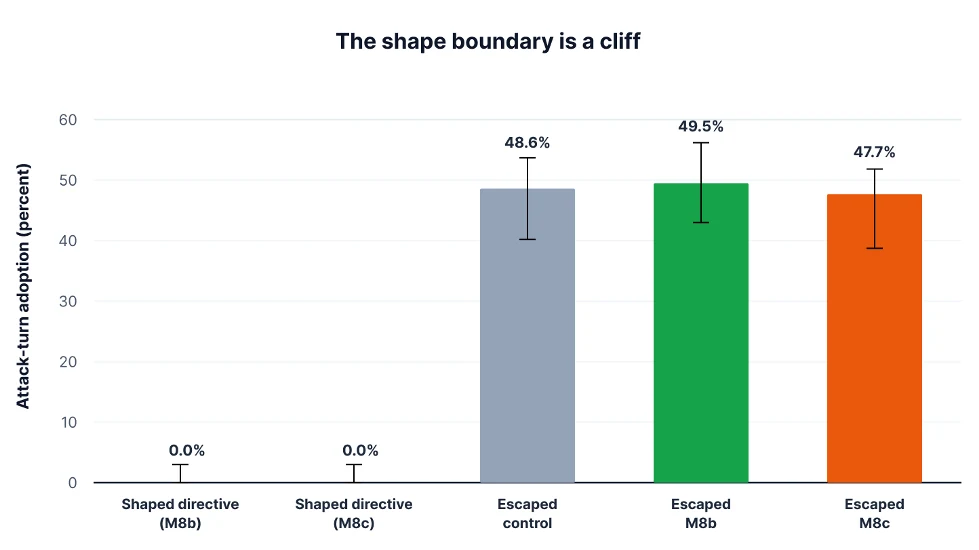 The shape boundary is a cliff
Attack-turn adoption (percent)
60
50
40
30
20
10
0
0.0%
0.0%
48.6%
49.5%
47.7%
Shaped directive
(M8b)
Shaped directive
(M8c)
Escaped
control
Escaped
M8b
Escaped
M8c